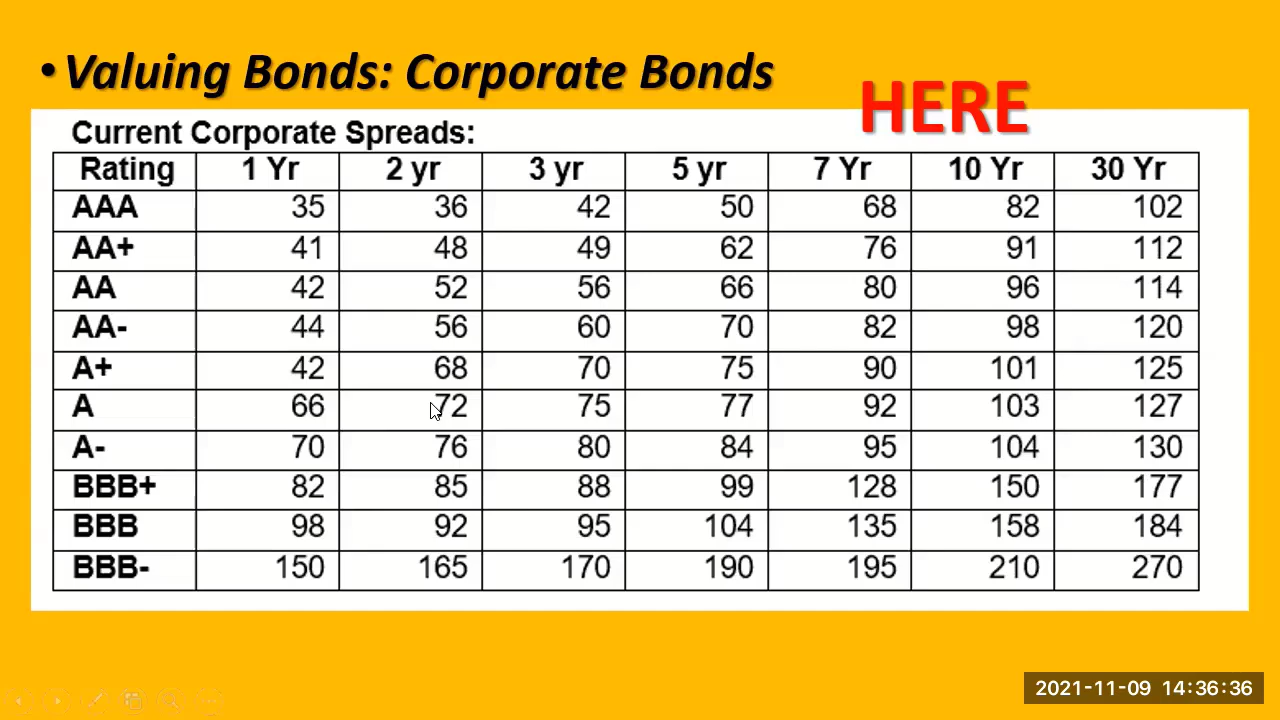 • Valuing Bonds: Corporate Bonds
HERE
Current Corporate Spreads:
Rating 1 Yr 2 yr 3 yr 5 yr 7 Yr 10 Yr 30 Yr
AAA 35 36 42 50 68 82 102
AA+ 41 48 49 62 76 91 112
AA 42 52 56 66 80 96 114
AA- 44 56 60 70 82 98 120
A+ 42 68 70 75 90 101 125
A 66 72 75 77 92 103 127
A- 70 76 80 84 95 104 130
BBB+ 82 85 88 99 128 150 177
BBB 98 92 95 104 135 158 184
BBB- 150 165 170 190 195 210 270
2021-11-09 14:36:36